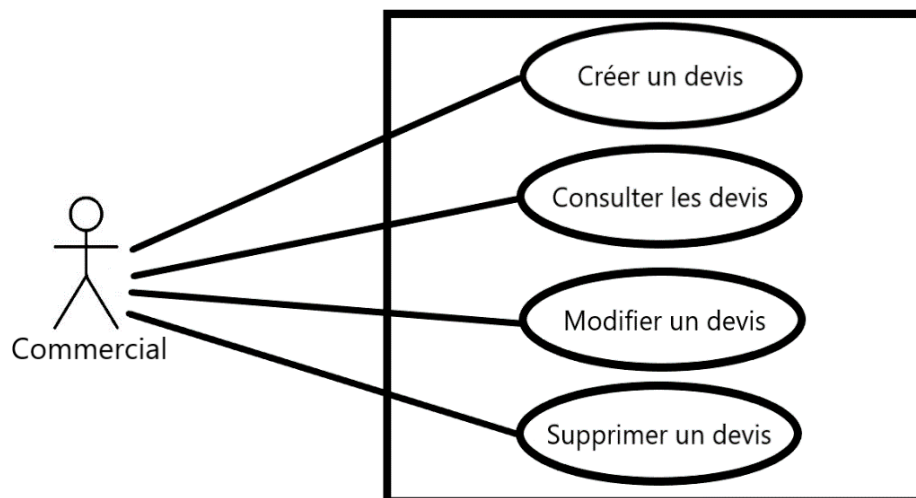 Créer un devis
Consulter les devis
Modifier un devis
Supprimer un devis
Commercial